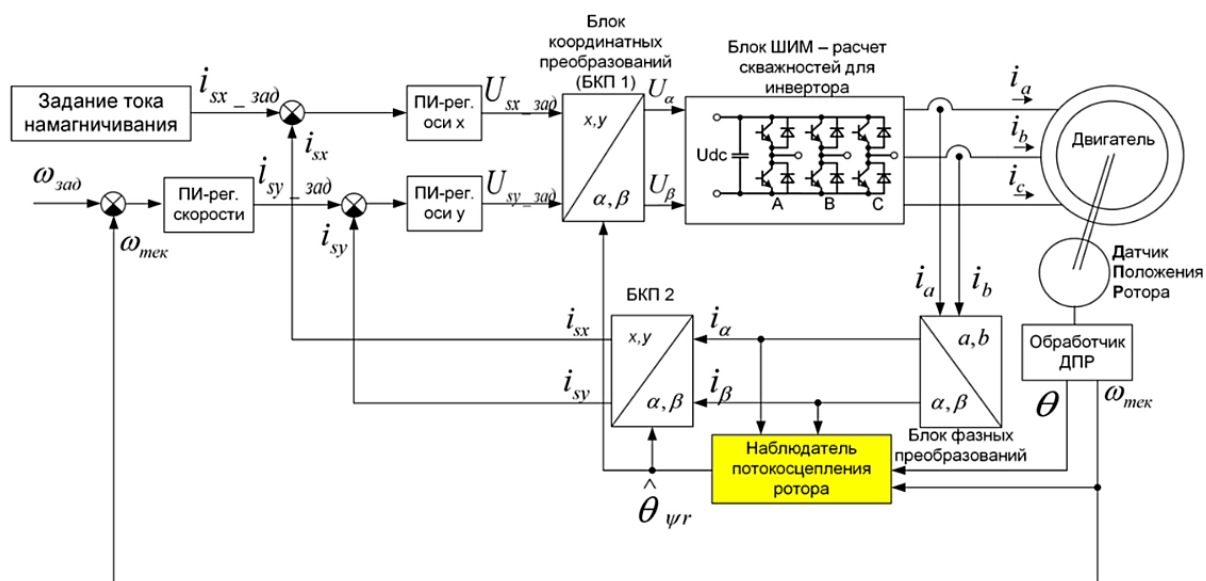 Блок
координатных
преобразований
(БКП 1)
Блок ШИМ – расчет
скважностей для
инвертора
Задание тока
намагничивания
i_sx_зад
i_sx
ПИ-рег.
оси x
U_sx_зад
x,y
α,β
U_α
U_β
Udc
A B C
i_a
i_b
i_c
Двигатель
ω_зад
ω_тек
ПИ-рег.
скорости
i_sy_зад
i_sy
ПИ-рег.
оси y
U_sy_зад
Датчик
Положения
Ротора
БКП 2
i_sx
i_sy
x,y
α,β
i_α
i_β
i_a
i_b
a,b
α,β
Обработчик
ДПР
θ
ω_тек
Блок фазных
преобразований
Наблюдатель
потокосцепления
ротора
θ̂_ψr